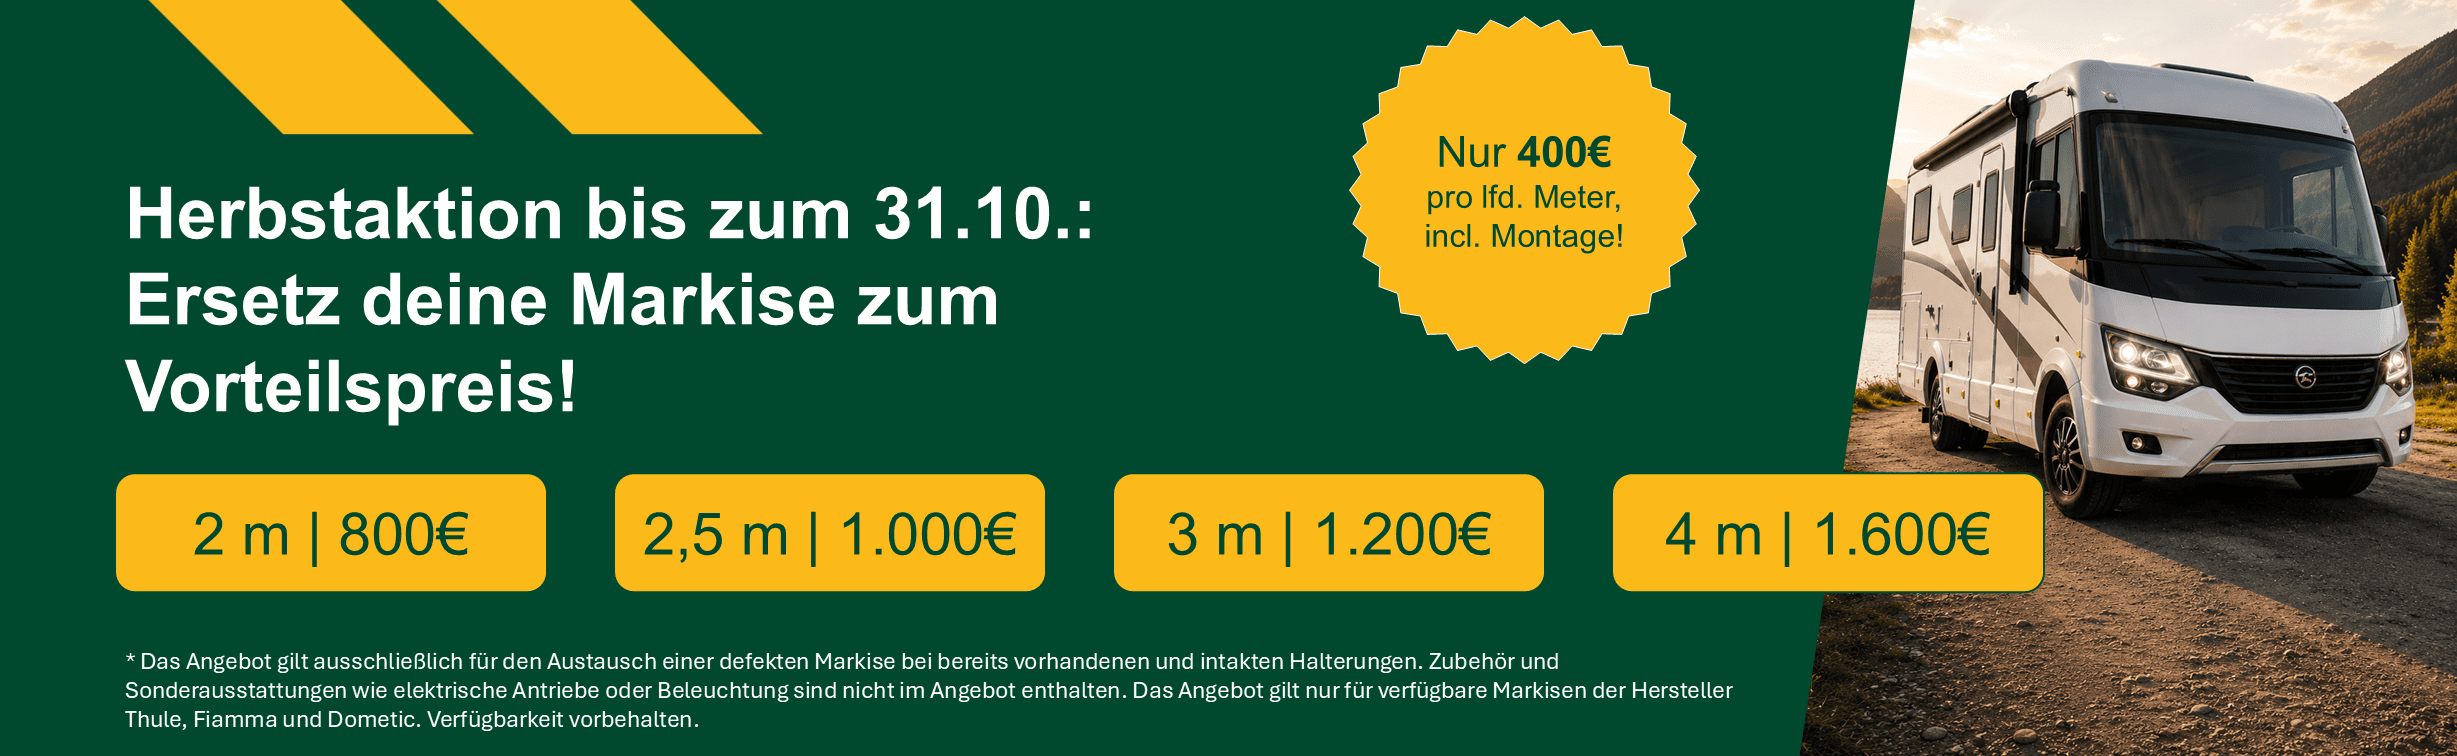 Herbstaktion bis zum 31.10.:
Ersetz deine Markise zum
Vorteilspreis!
Nur 400€
pro lfd. Meter,
incl. Montage!
2 m | 800€
2,5 m | 1.000€
3 m | 1.200€
4 m | 1.600€
* Das Angebot gilt ausschließlich für den Austausch einer defekten Markise bei bereits vorhandenen und intakten Halterungen. Zubehör und
Sonderausstattungen wie elektrische Antriebe oder Beleuchtung sind nicht im Angebot enthalten. Das Angebot gilt nur für verfügbare Markisen der Hersteller
Thule, Fiamma und Dometic. Verfügbarkeit vorbehalten.